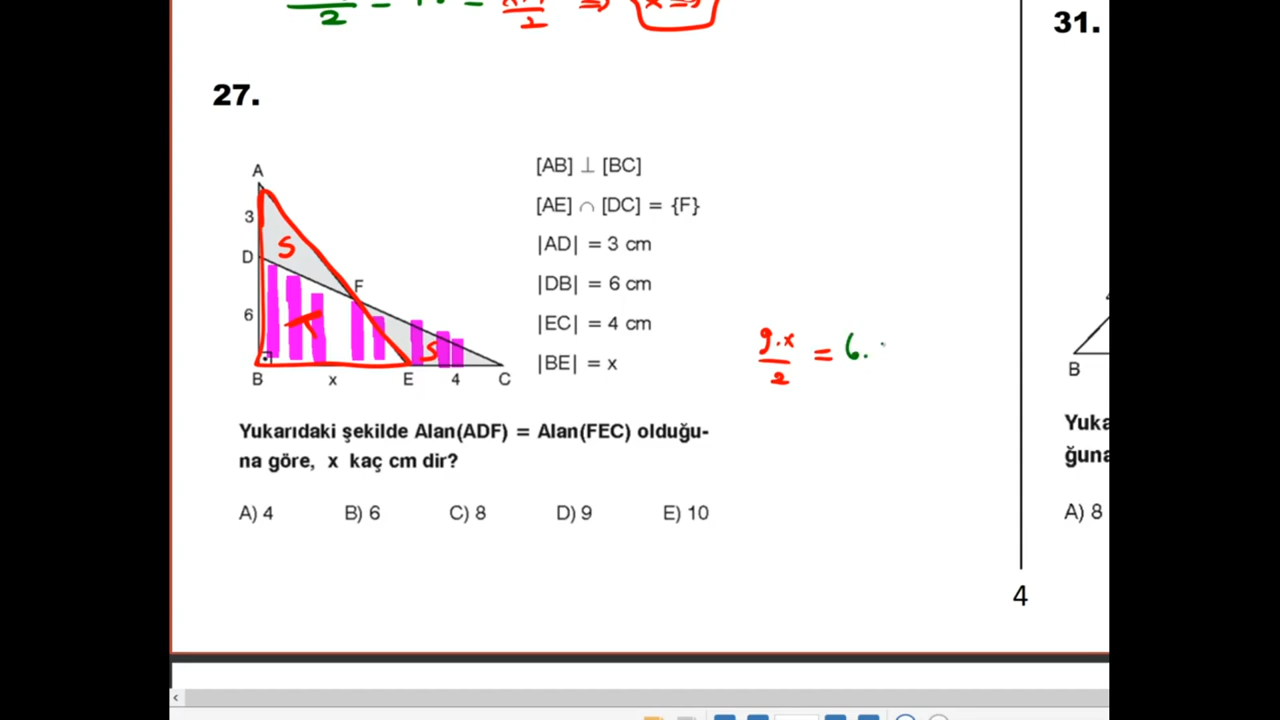 2 = = 2 ⇒
31.
27.
A
3
S
D
F
6
T
S
B x E 4 C
[AB] ⊥ [BC]
[AE] ∩ [DC] = {F}
|AD| = 3 cm
|DB| = 6 cm
|EC| = 4 cm
|BE| = x
9.x/2 = 6.
B
Yukarıdaki şekilde Alan(ADF) = Alan(FEC) olduğu-
na göre, x kaç cm dir?
A) 4 B) 6 C) 8 D) 9 E) 10
Yuka
ğuna
A) 8
4